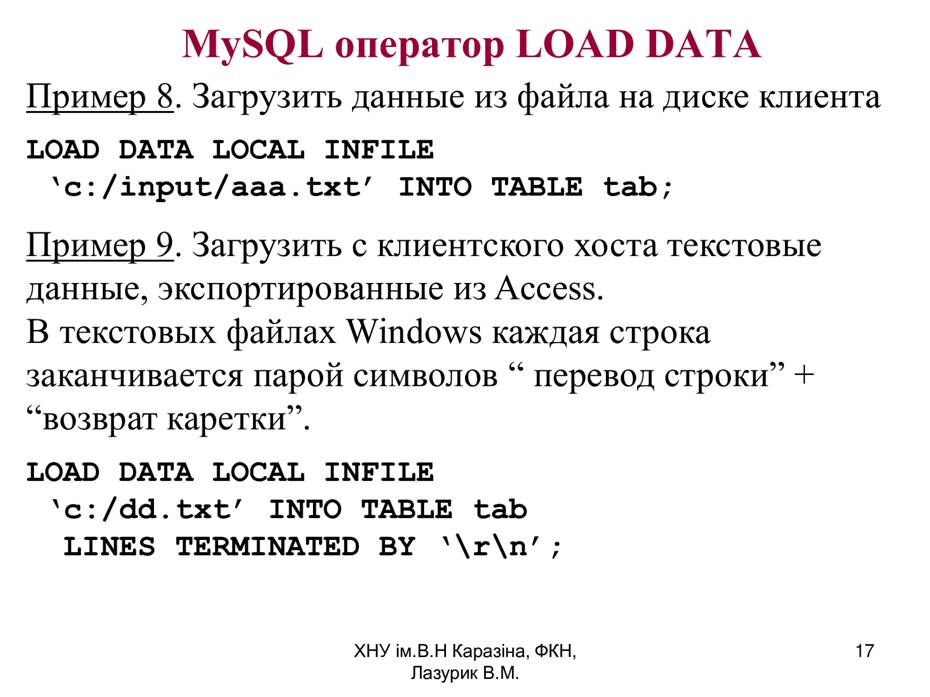 MySQL оператор LOAD DATA
Пример 8. Загрузить данные из файла на диске клиента
LOAD DATA LOCAL INFILE
‘c:/input/aaa.txt’ INTO TABLE tab;
Пример 9. Загрузить с клиентского хоста текстовые
данные, экспортированные из Access.
В текстовых файлах Windows каждая строка
заканчивается парой символов “ перевод строки” +
“возврат каретки”.
LOAD DATA LOCAL INFILE
‘c:/dd.txt’ INTO TABLE tab
LINES TERMINATED BY ‘\r\n’;
ХНУ ім.В.Н Каразіна, ФКН,
Лазурик В.М.
17